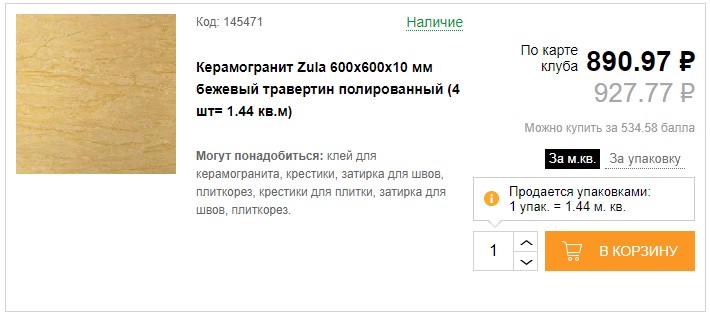 Код: 145471
Наличие
Керамогранит Zula 600x600x10 мм
бежевый травертин полированный (4
шт= 1.44 кв.м)
Могут понадобиться: клей для
керамогранита, крестики, затирка для швов,
плиткорез, крестики для плитки, затирка для
швов, плиткорез.
По карте
клуба
890.97 ₽
927.77 ₽
Можно купить за 534.58 балла
За м.кв.
За упаковку
Продается упаковками:
1 упак. = 1.44 м. кв.
1
В КОРЗИНУ